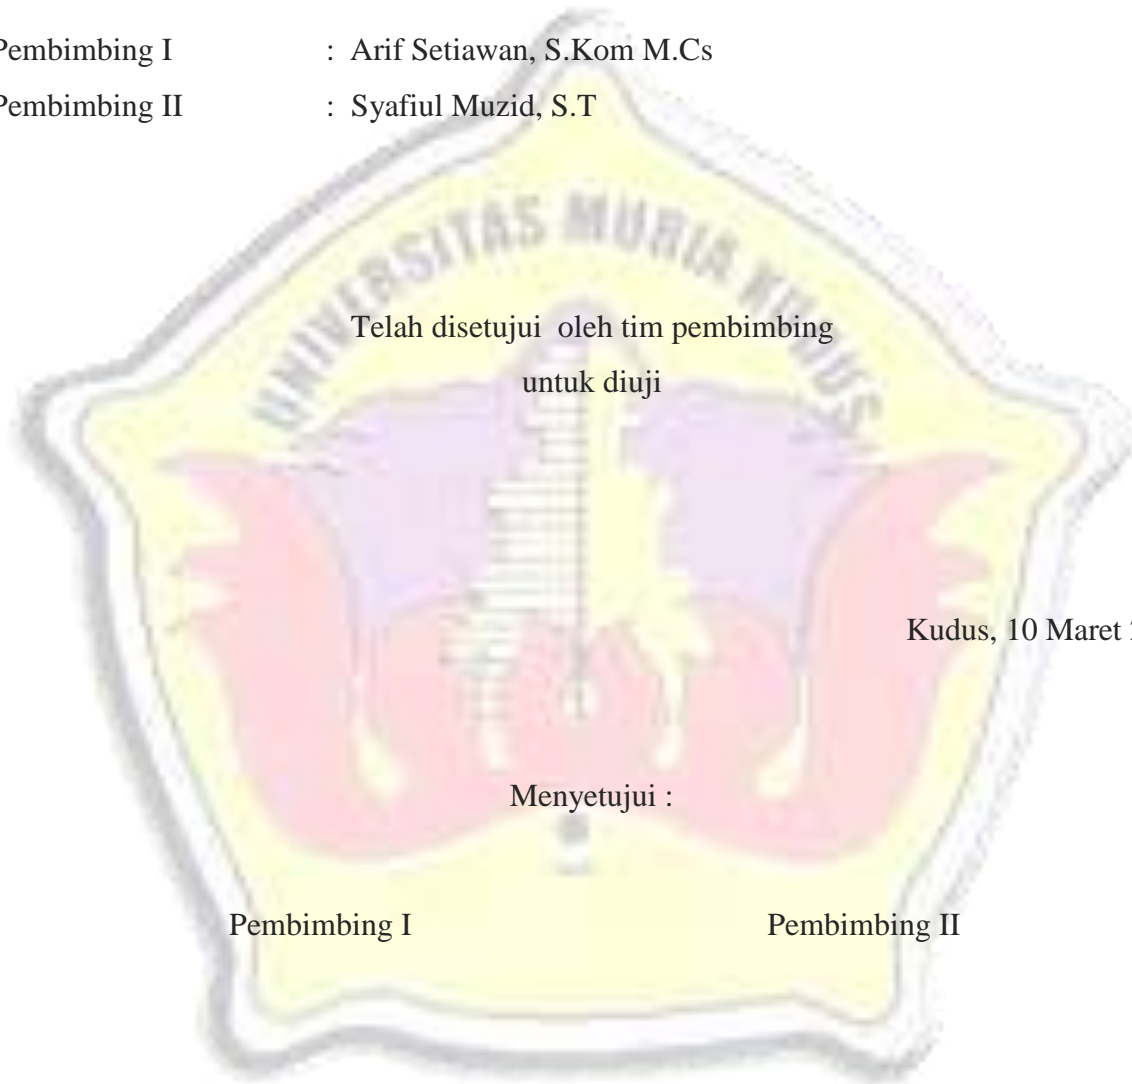 Pembimbing I : Arif Setiawan, S.Kom M.Cs
Pembimbing II : Syafiul Muzid, S.T
UNIVERSITAS MURIA KUDUS
Telah disetujui oleh tim pembimbing
untuk diuji
Kudus, 10 Maret
Menyetujui :
Pembimbing I Pembimbing II